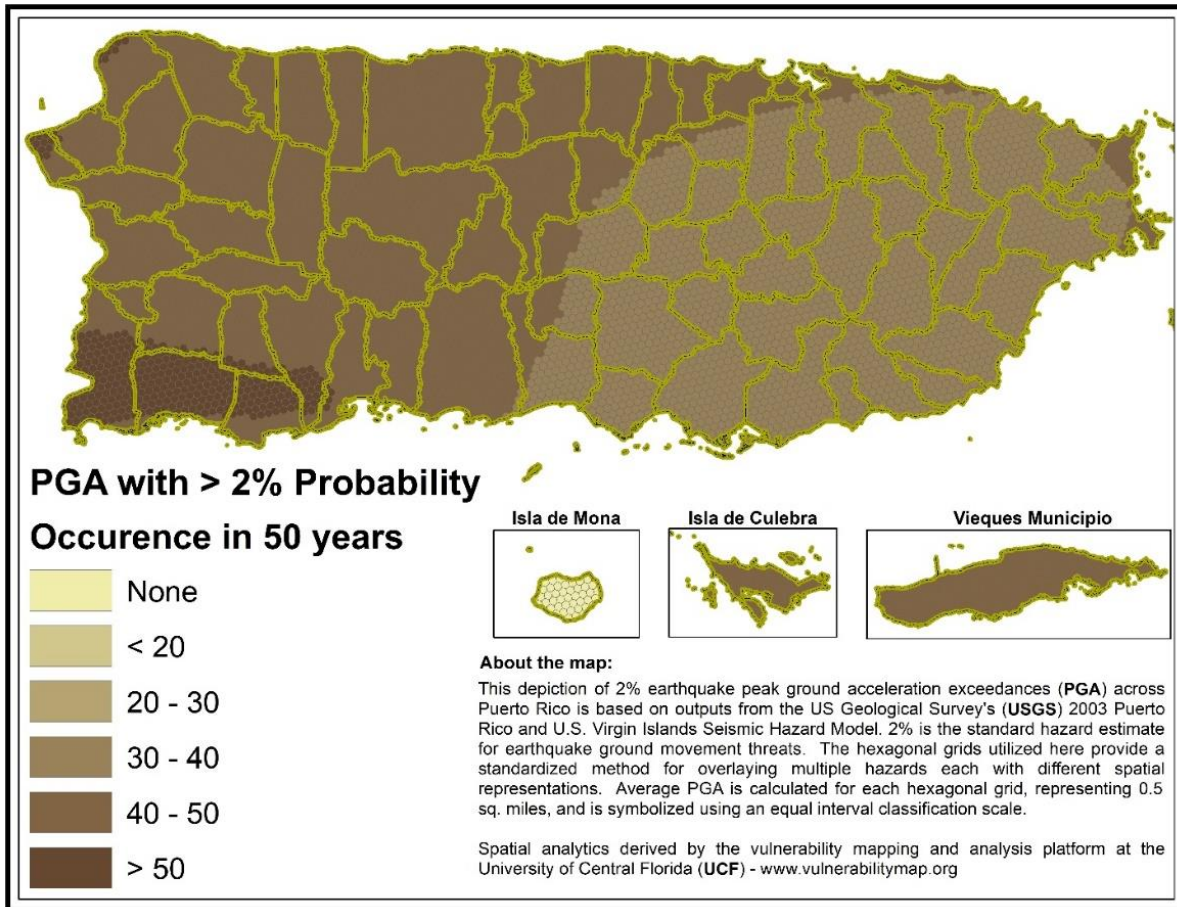 PGA with > 2% Probability
Occurence in 50 years
None
< 20
20 - 30
30 - 40
40 - 50
> 50
Isla de Mona
Isla de Culebra
Vieques Municipio
About the map:
This depiction of 2% earthquake peak ground acceleration exceedances (PGA) across
Puerto Rico is based on outputs from the US Geological Survey's (USGS) 2003 Puerto
Rico and U.S. Virgin Islands Seismic Hazard Model. 2% is the standard hazard estimate
for earthquake ground movement threats. The hexagonal grids utilized here provide a
standardized method for overlaying multiple hazards each with different spatial
representations. Average PGA is calculated for each hexagonal grid, representing 0.5
sq. miles, and is symbolized using an equal interval classification scale.
Spatial analytics derived by the vulnerability mapping and analysis platform at the
University of Central Florida (UCF) - www.vulnerabilitymap.org